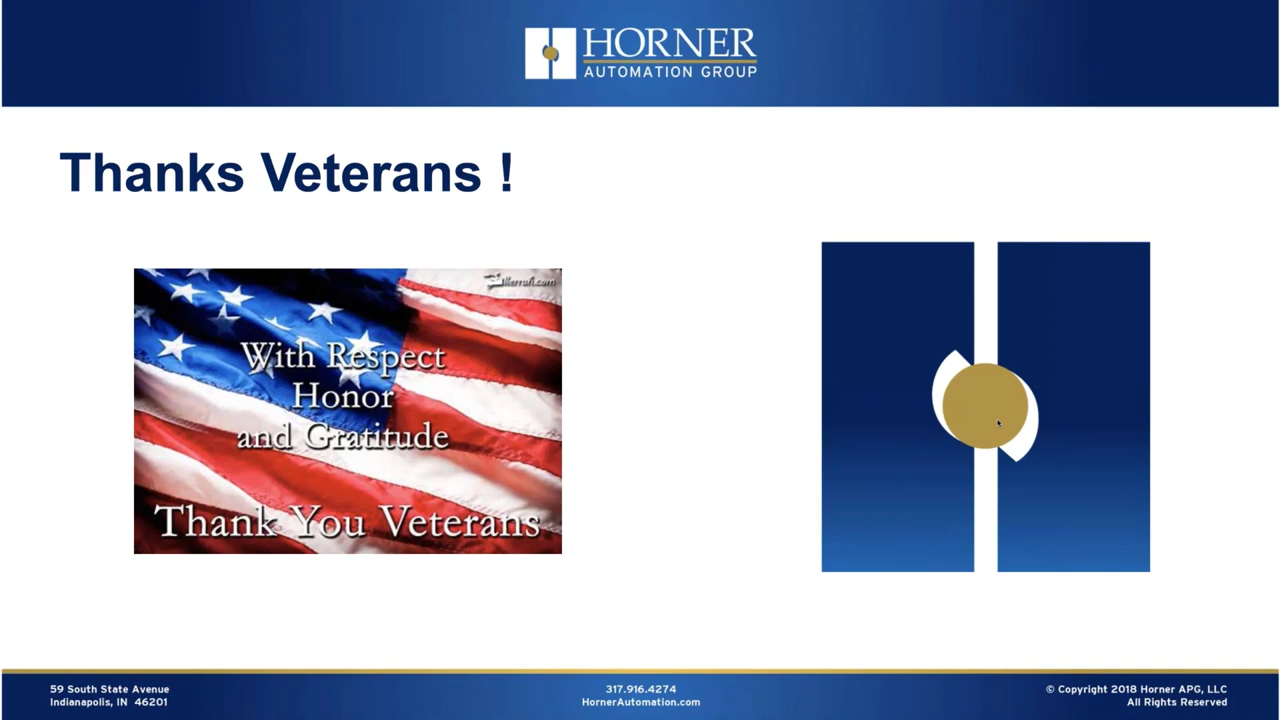 HORNER
AUTOMATION GROUP
Thanks Veterans !
With Respect
Honor
and Gratitude
Thank You Veterans
59 South State Avenue
Indianapolis, IN 46201
317.916.4274
HornerAutomation.com
© Copyright 2018 Horner APG, LLC
All Rights Reserved